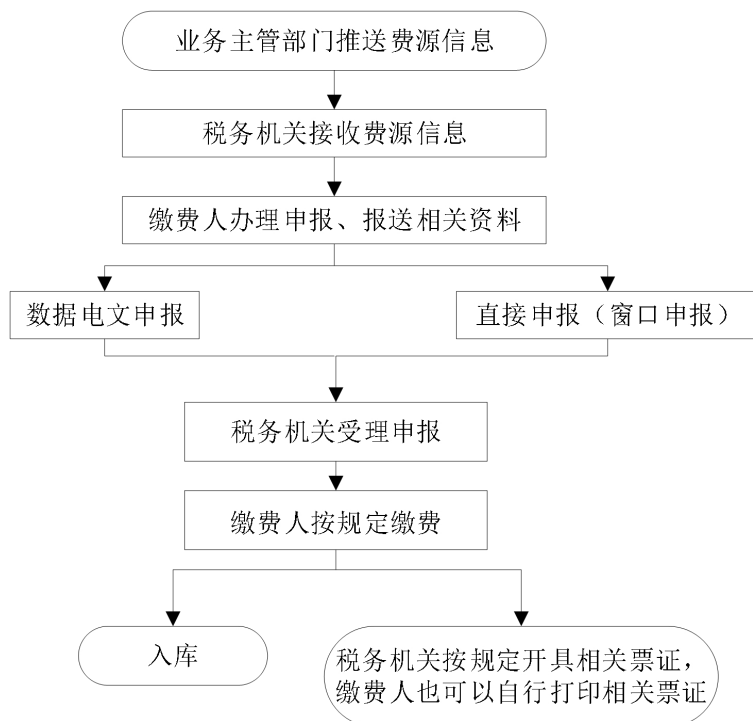 业务主管部门推送费源信息
税务机关接收费源信息
缴费人办理申报、报送相关资料
数据电文申报
直接申报（窗口申报）
税务机关受理申报
缴费人按规定缴费
入库
税务机关按规定开具相关票证，
缴费人也可以自行打印相关票证